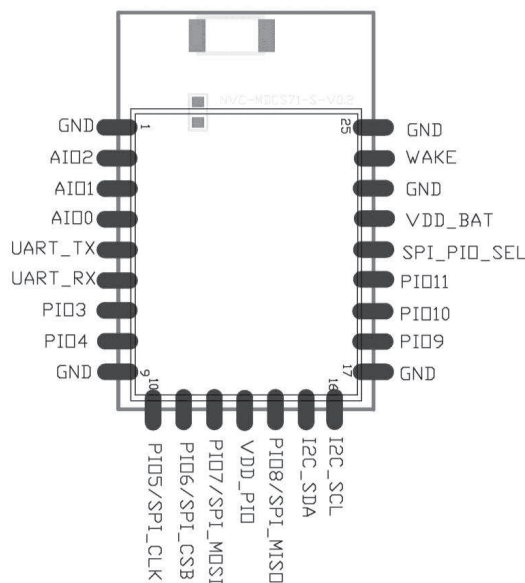 NVC-MDCS71-S-V0.2
GND 1 25 GND
AIO2 WAKE
AIO1 GND
AIO0 VDD_BAT
UART_TX SPI_PIO_SEL
UART_RX PIO11
PIO3 PIO10
PIO4 PIO9
GND 9 17 GND
10 16
PIO5/SPI_CLK
PIO6/SPI_CSB
PIO7/SPI_MOSI
VDD_PIO
PIO8/SPI_MISO
I2C_SDA
I2C_SCL